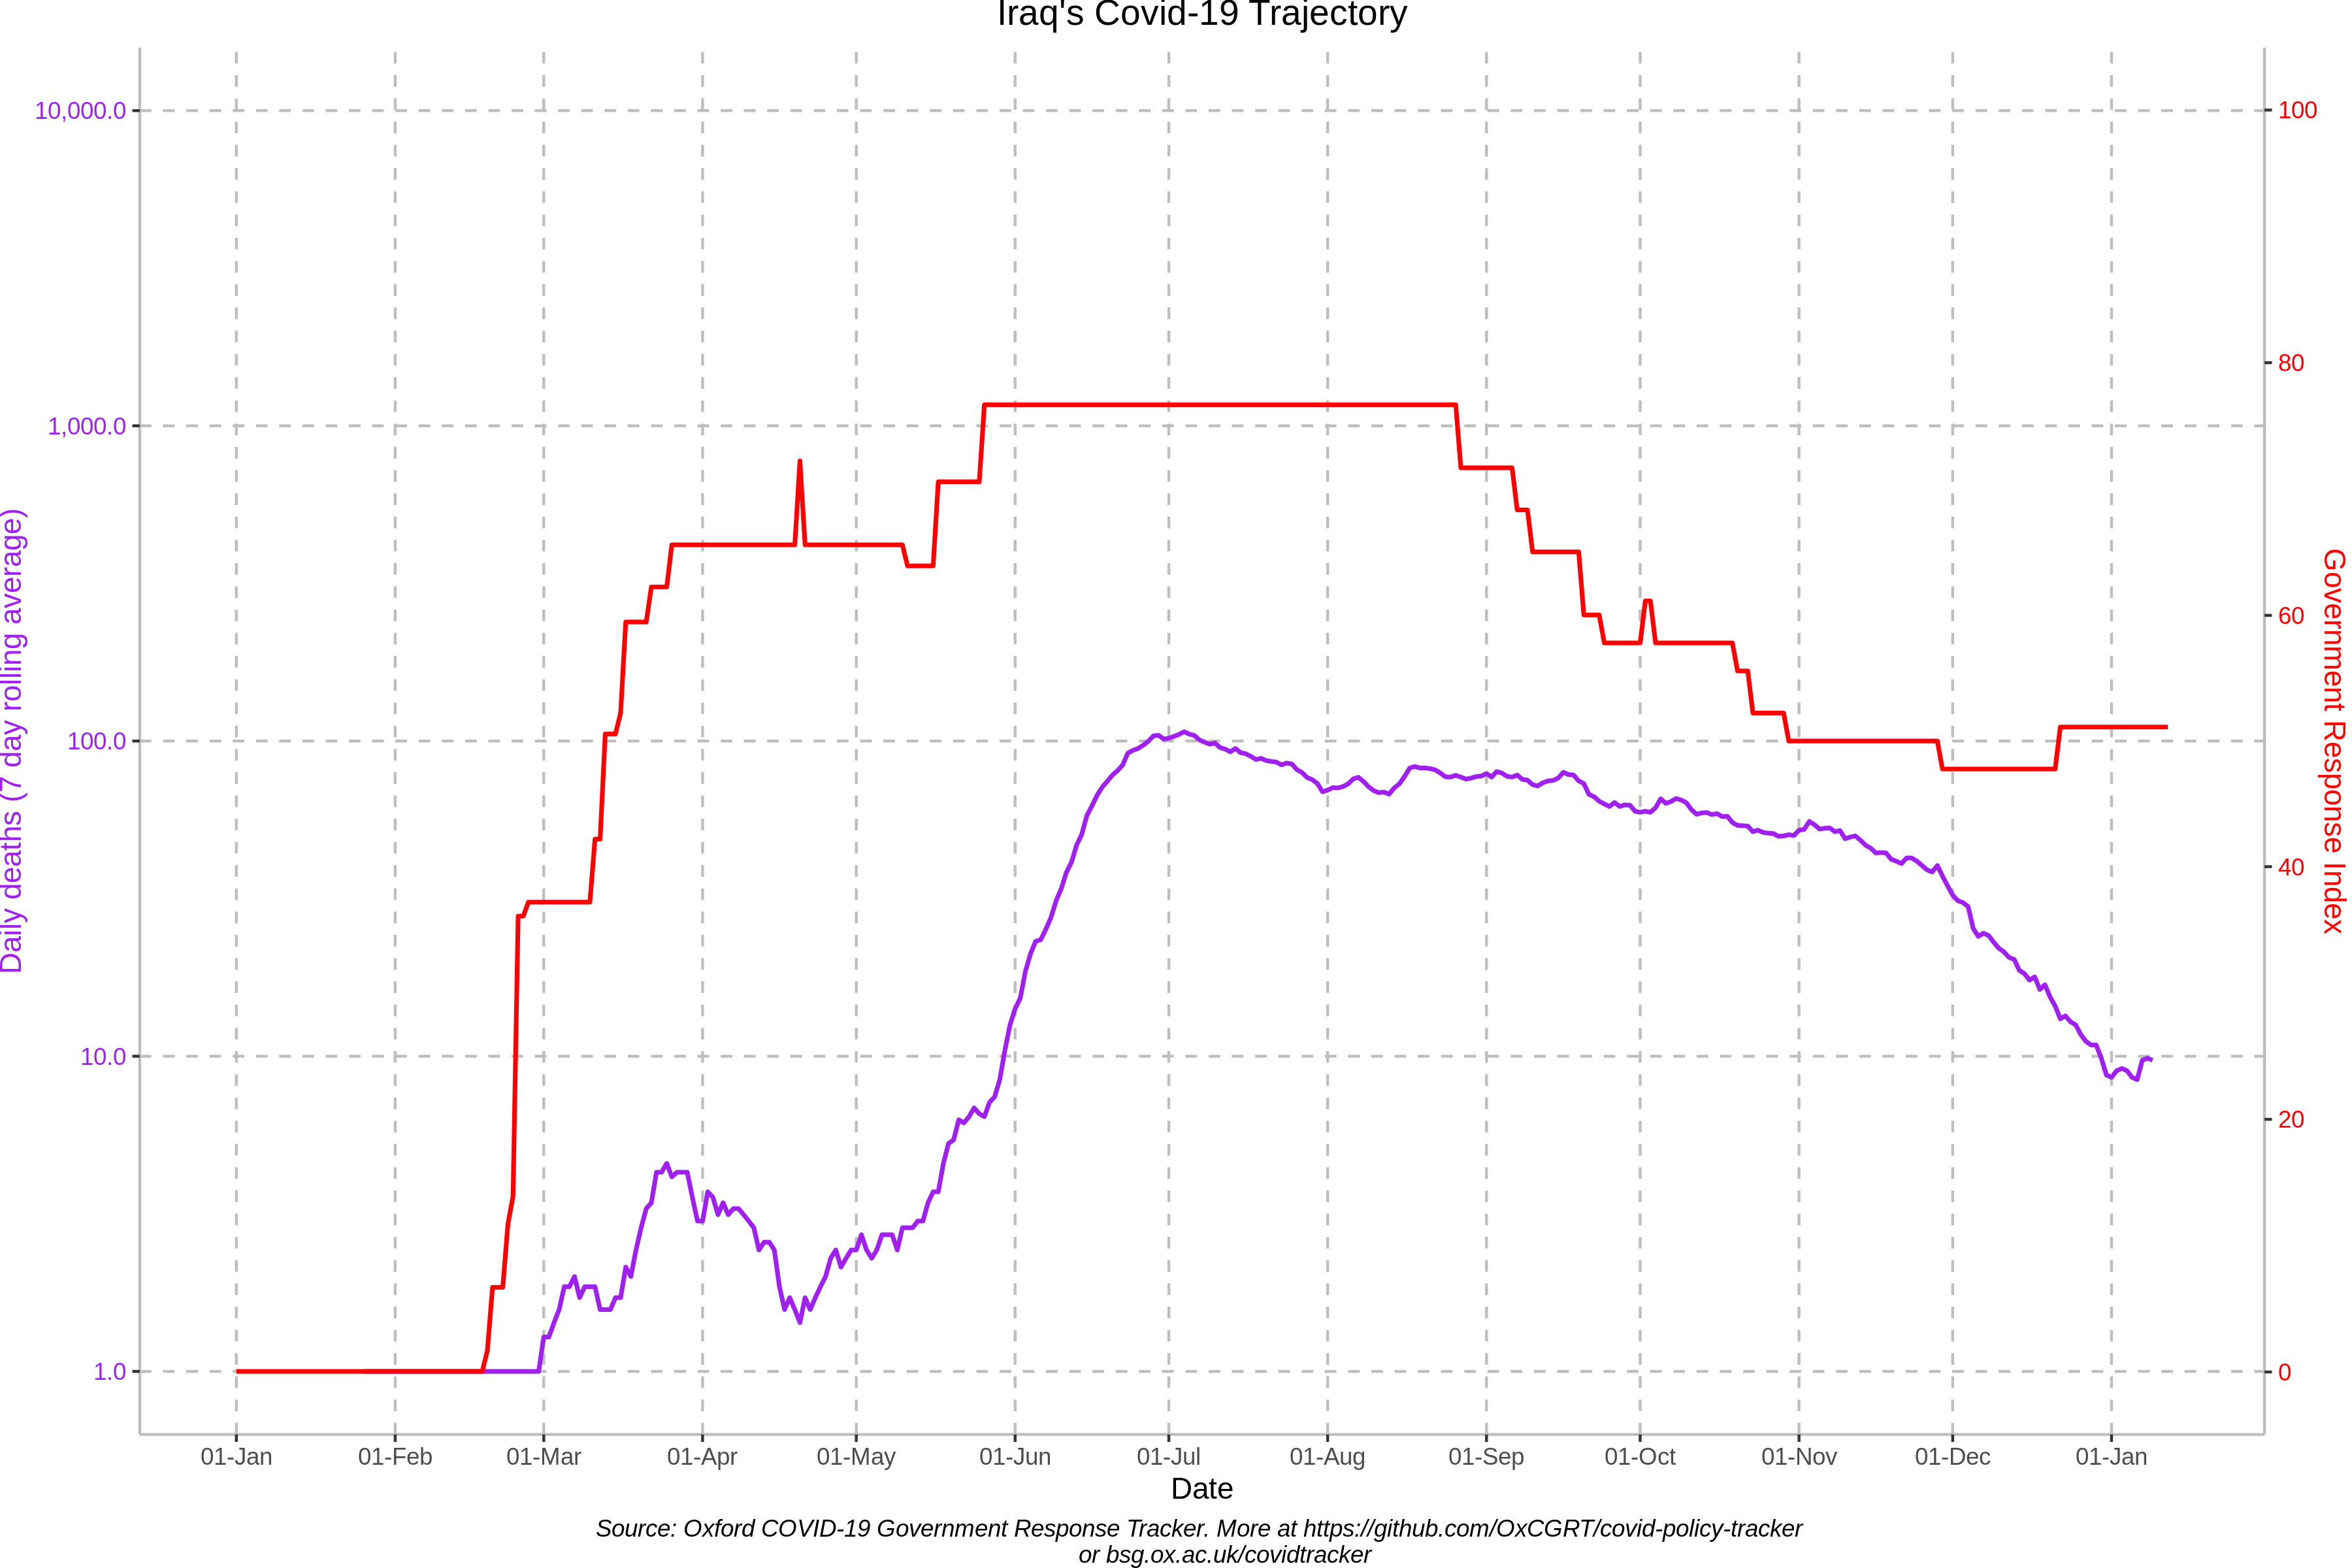 Iraq's Covid-19 Trajectory
10,000.0
1,000.0
100.0
10.0
1.0
Daily deaths (7 day rolling average)
100
80
60
40
20
0
Government Response Index
01-Jan 01-Feb 01-Mar 01-Apr 01-May 01-Jun 01-Jul 01-Aug 01-Sep 01-Oct 01-Nov 01-Dec 01-Jan
Date
Source: Oxford COVID-19 Government Response Tracker. More at https://github.com/OxCGRT/covid-policy-tracker
or bsg.ox.ac.uk/covidtracker